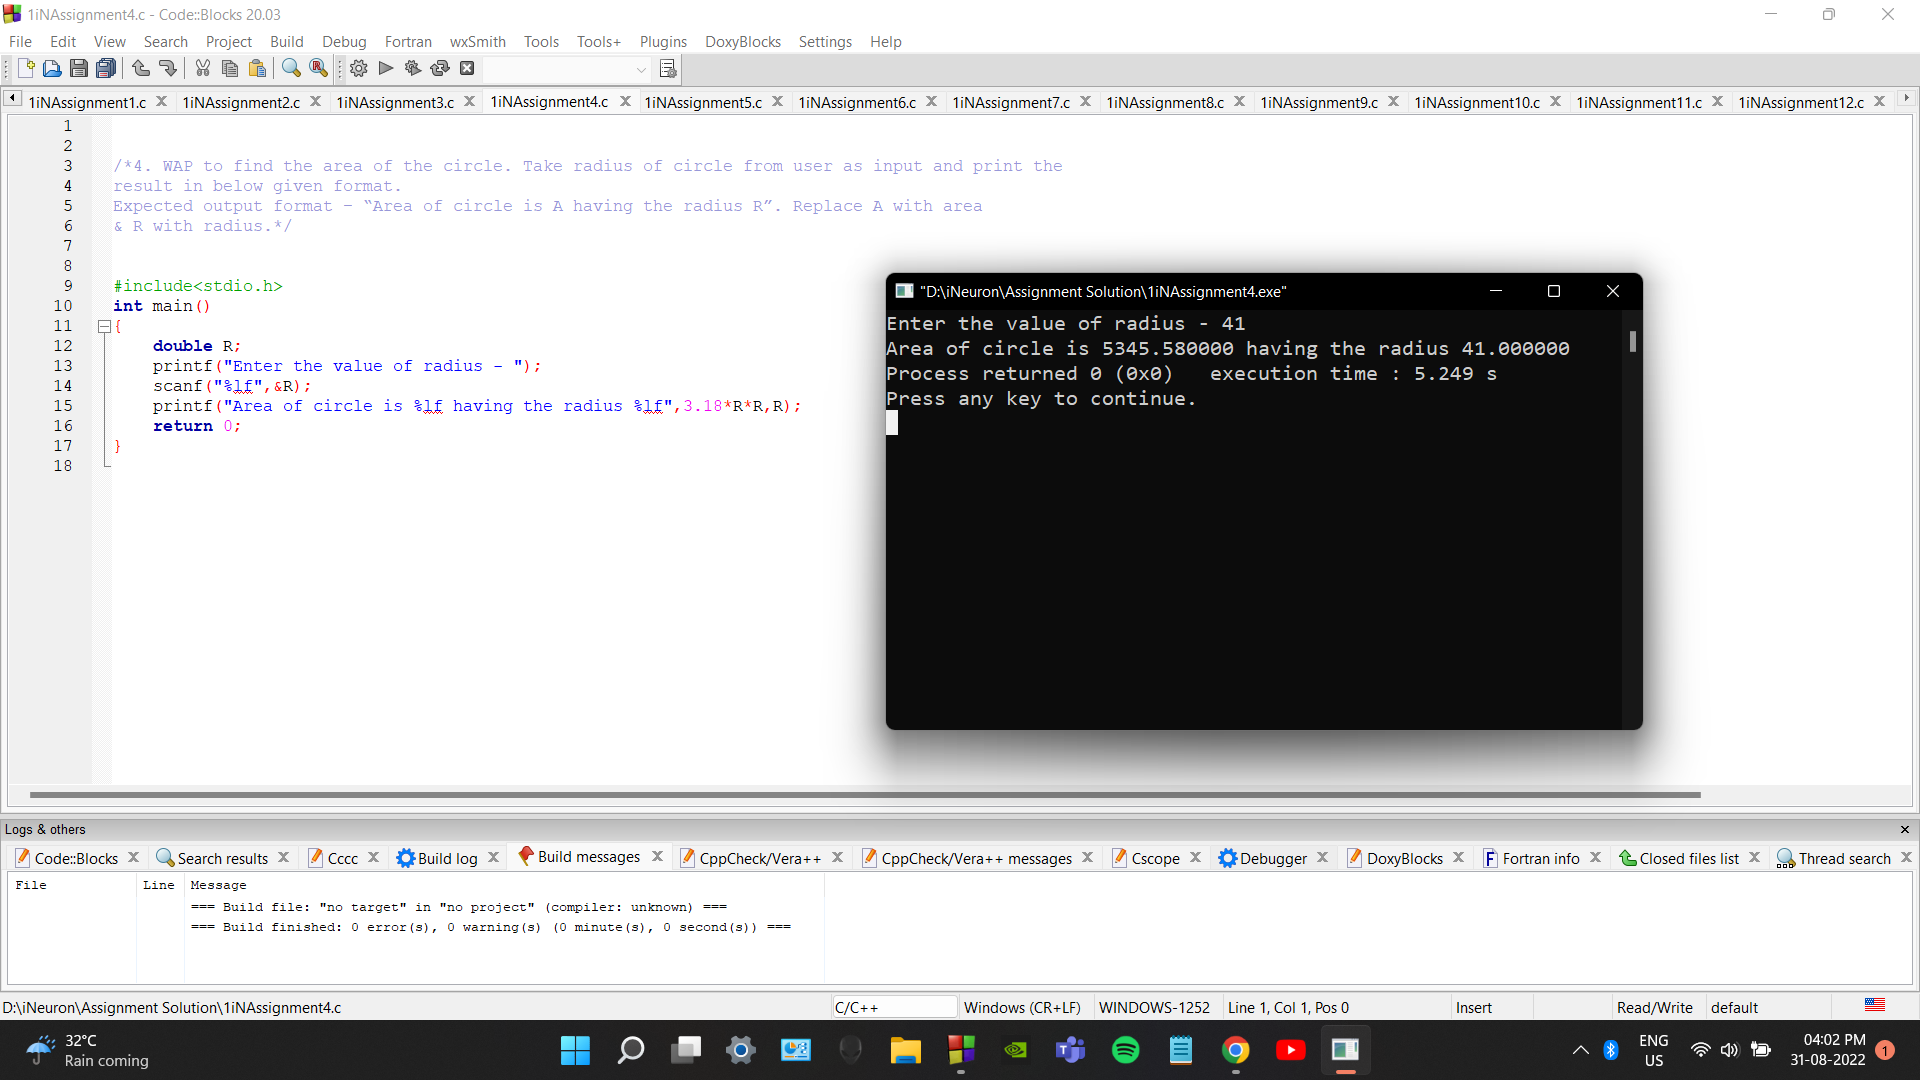 1iNAssignment4.c - Code::Blocks 20.03
File Edit View Search Project Build Debug Fortran wxSmith Tools Tools+ Plugins DoxyBlocks Settings Help
1iNAssignment1.c 1iNAssignment2.c 1iNAssignment3.c 1iNAssignment4.c 1iNAssignment5.c 1iNAssignment6.c 1iNAssignment7.c 1iNAssignment8.c 1iNAssignment9.c 1iNAssignment10.c 1iNAssignment11.c 1iNAssignment12.c
1
2
3 /*4. WAP to find the area of the circle. Take radius of circle from user as input and print the
4 result in below given format.
5 Expected output format – “Area of circle is A having the radius R”. Replace A with area
6 & R with radius.*/
7
8
9 #include<stdio.h>
10 int main()
11 {
12 double R;
13 printf("Enter the value of radius - ");
14 scanf("%lf",&R);
15 printf("Area of circle is %lf having the radius %lf",3.18*R*R,R);
16 return 0;
17 }
18
"D:\iNeuron\Assignment Solution\1iNAssignment4.exe"
Enter the value of radius - 41
Area of circle is 5345.580000 having the radius 41.000000
Process returned 0 (0x0)   execution time : 5.249 s
Press any key to continue.
Logs & others
Code::Blocks Search results Cccc Build log Build messages CppCheck/Vera++ CppCheck/Vera++ messages Cscope Debugger DoxyBlocks Fortran info Closed files list Thread search
File Line Message
=== Build file: "no target" in "no project" (compiler: unknown) ===
=== Build finished: 0 error(s), 0 warning(s) (0 minute(s), 0 second(s)) ===
D:\iNeuron\Assignment Solution\1iNAssignment4.c C/C++ Windows (CR+LF) WINDOWS-1252 Line 1, Col 1, Pos 0 Insert Read/Write default
32°C
Rain coming
ENG
US
04:02 PM
31-08-2022
1